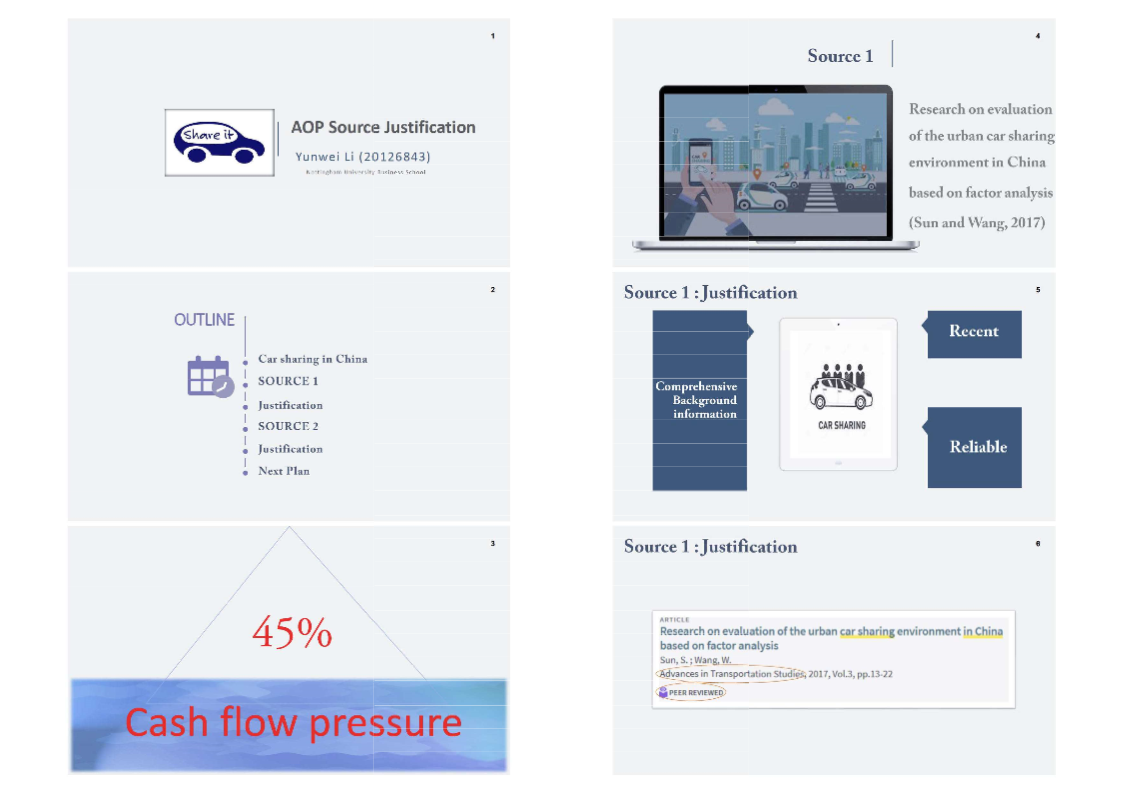 1
Share it
AOP Source Justification
Yunwei Li (20126843)
Nottingham University Business School
2
OUTLINE
Car sharing in China
SOURCE 1
Justification
SOURCE 2
Justification
Next Plan
3
45%
Cash flow pressure
4
Source 1
Research on evaluation
of the urban car sharing
environment in China
based on factor analysis
(Sun and Wang, 2017)
CAR
5
Source 1 : Justification
Comprehensive
Background
information
CAR SHARING
Recent
Reliable
6
Source 1 : Justification
ARTICLE
Research on evaluation of the urban car sharing environment in China
based on factor analysis
Sun, S. ; Wang, W.
Advances in Transportation Studies, 2017, Vol.3, pp.13-22
PEER REVIEWED